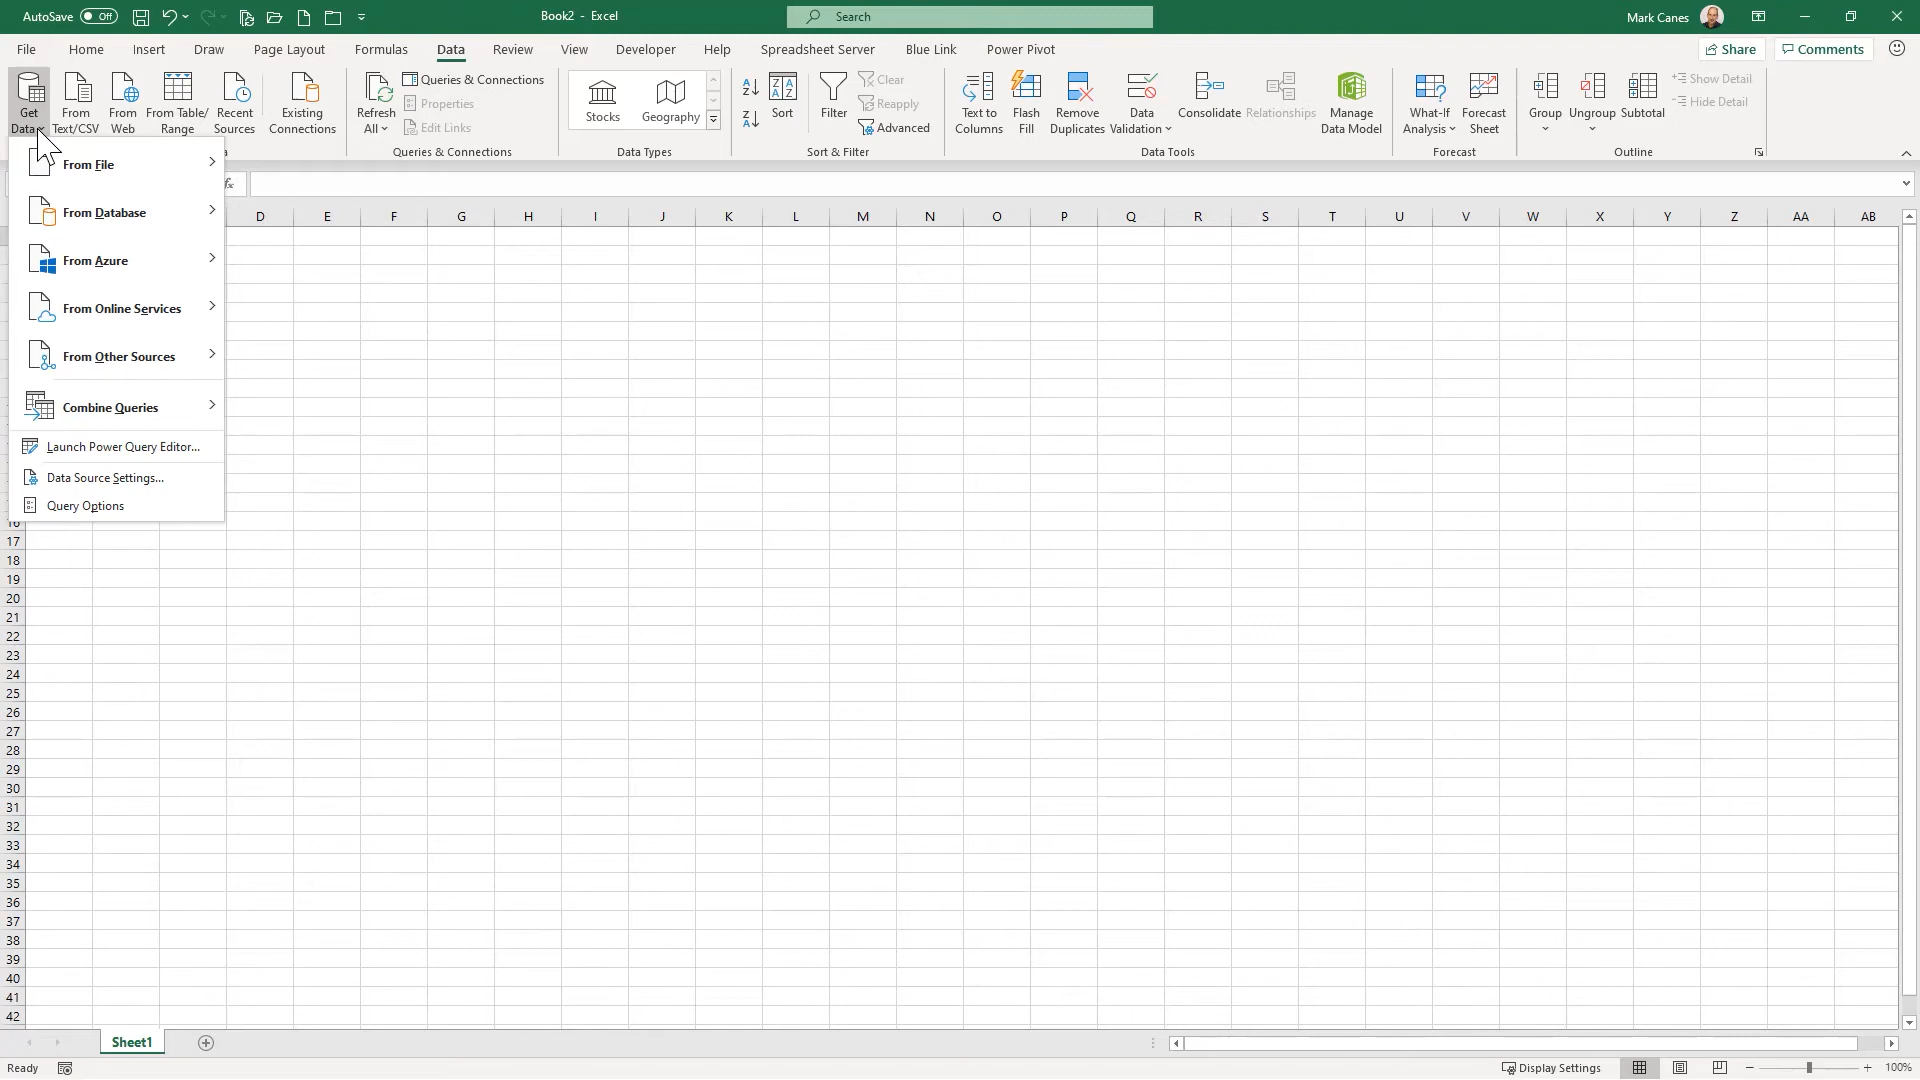 AutoSave Off Book2 - Excel Search Mark Canes
File Home Insert Draw Page Layout Formulas Data Review View Developer Help Spreadsheet Server Blue Link Power Pivot Share Comments
Get Data
From Text/CSV
From Web
From Table/ Range
Recent Sources
Existing Connections
Refresh All
Queries & Connections
Properties
Edit Links
Queries & Connections
Stocks
Geography
Data Types
Sort
Filter
Clear
Reapply
Advanced
Sort & Filter
Text to Columns
Flash Fill
Remove Duplicates
Data Validation
Consolidate
Relationships
Manage Data Model
Data Tools
What-If Analysis
Forecast Sheet
Forecast
Group
Ungroup
Subtotal
Show Detail
Hide Detail
Outline
fx
From File
From Database
From Azure
From Online Services
From Other Sources
Combine Queries
Launch Power Query Editor...
Data Source Settings...
Query Options
D E F G H I J K L M N O P Q R S T U V W X Y Z AA AB
16
17
18
19
20
21
22
23
24
25
26
27
28
29
30
31
32
33
34
35
36
37
38
39
40
41
42
Sheet1
Ready Display Settings 100%